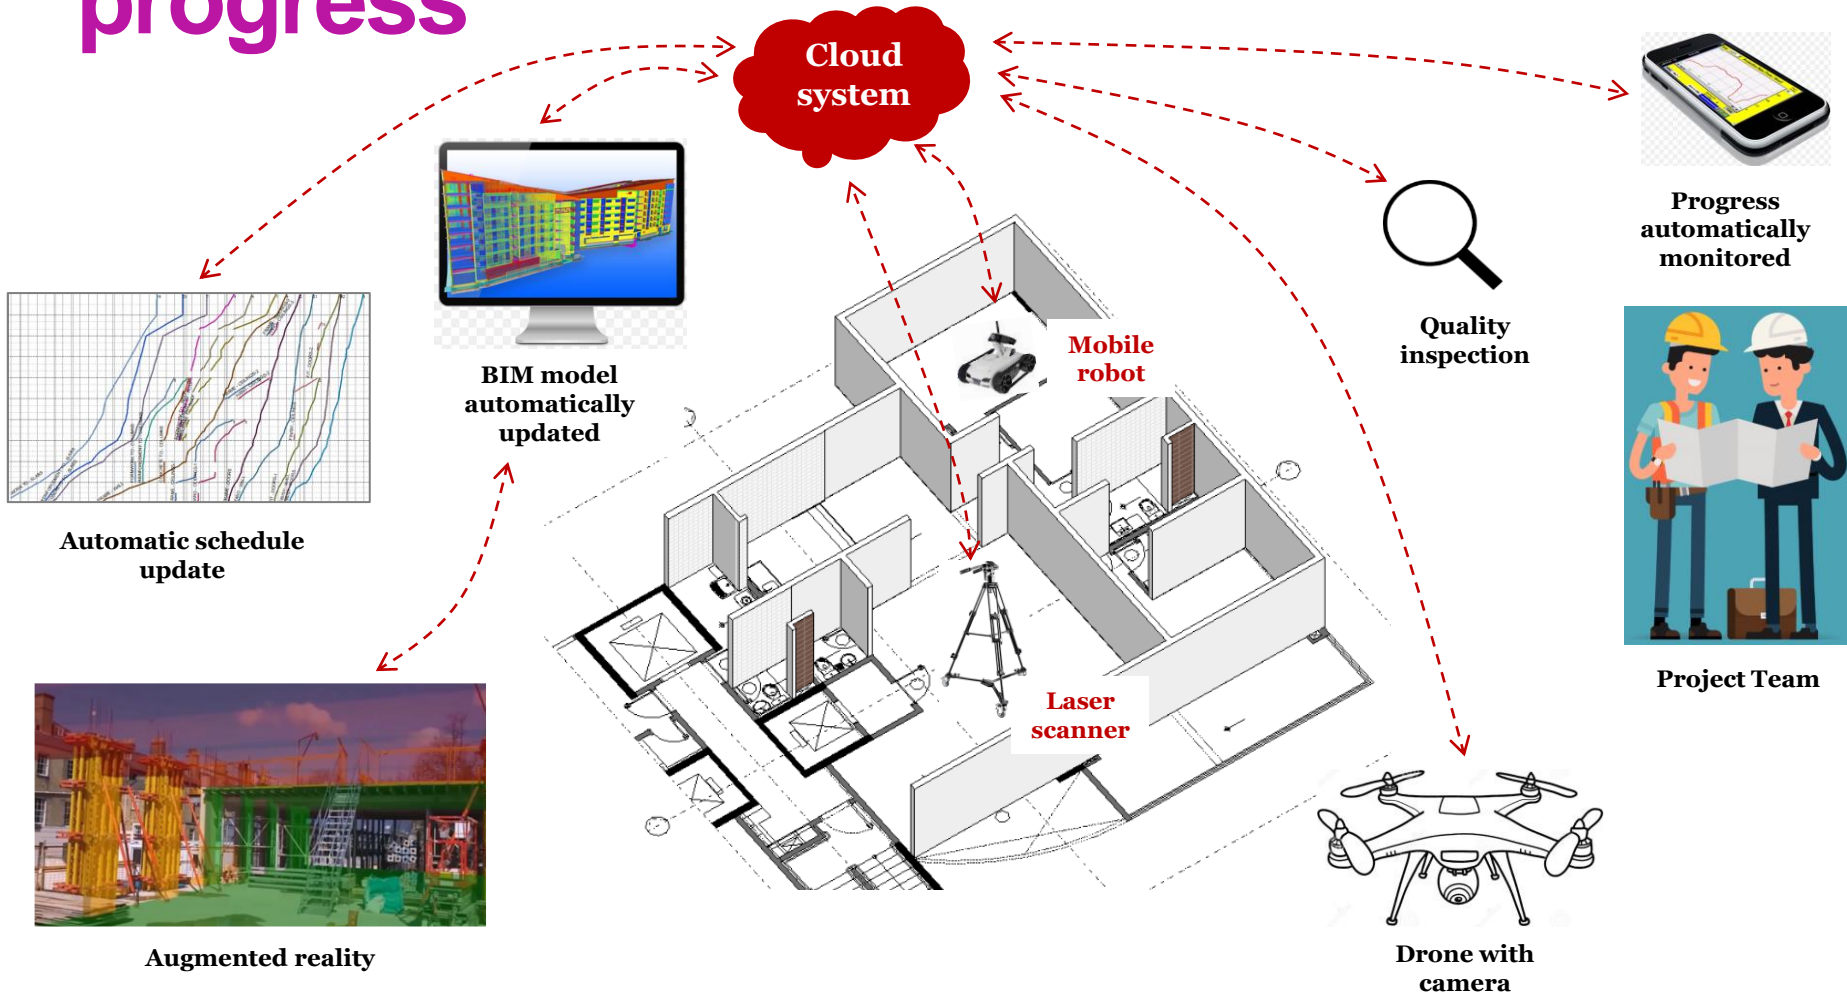 progress
Cloud
system
Progress
automatically
monitored
Quality
inspection
Mobile
robot
BIM model
automatically
updated
Automatic schedule
update
Project Team
Laser
scanner
Augmented reality
Drone with
camera